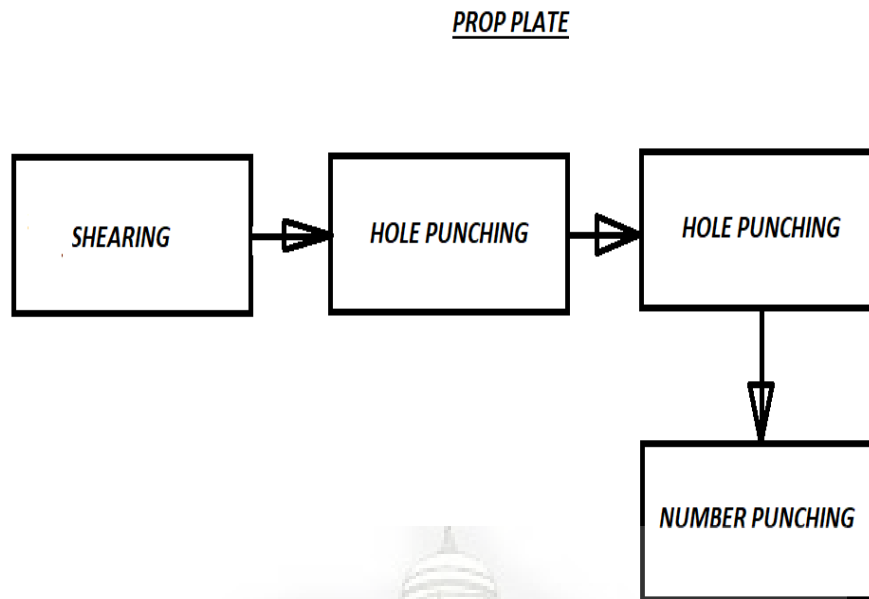 PROP PLATE
SHEARING
HOLE PUNCHING
HOLE PUNCHING
NUMBER PUNCHING